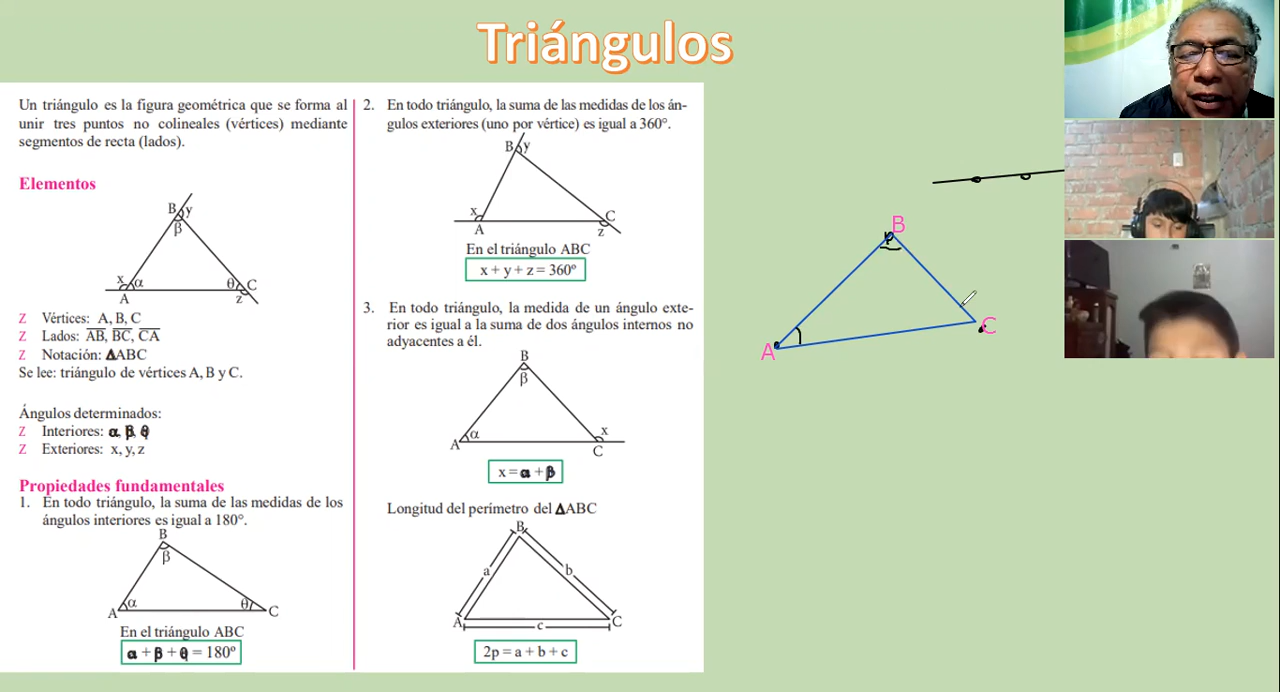 Triángulos
Un triángulo es la figura geométrica que se forma al
unir tres puntos no colineales (vértices) mediante
segmentos de recta (lados).
Elementos
B y
β
x α θ C
A z
Z Vértices: A, B, C
Z Lados: AB, BC, CA
Z Notación: ΔABC
Se lee: triángulo de vértices A, B y C.
Ángulos determinados:
Z Interiores: α, β, θ
Z Exteriores: x, y, z
Propiedades fundamentales
1. En todo triángulo, la suma de las medidas de los
ángulos interiores es igual a 180°.
B
β
A α θ C
En el triángulo ABC
α + β + θ = 180°
2. En todo triángulo, la suma de las medidas de los án-
gulos exteriores (uno por vértice) es igual a 360°.
B y
x C
A z
En el triángulo ABC
x + y + z = 360°
3. En todo triángulo, la medida de un ángulo exte-
rior es igual a la suma de dos ángulos internos no
adyacentes a él.
B
β
A α x
C
x = α + β
Longitud del perímetro del ΔABC
B
a b
A c C
2p = a + b + c
B
A
C